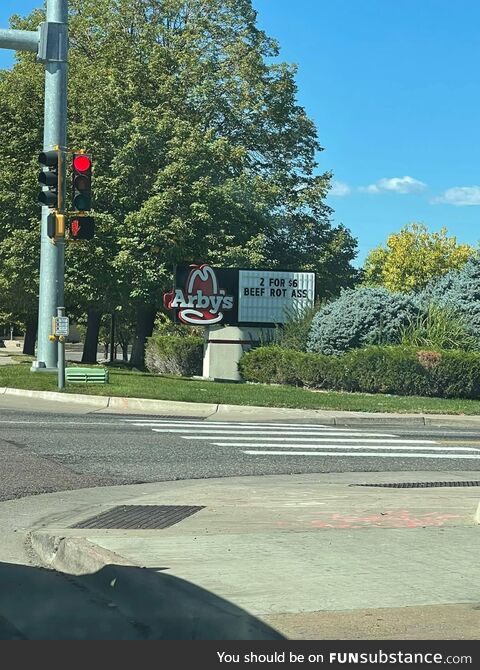 2 FOR $6
BEEF ROT ASS
Arby's
You should be on FUNsubstance.com